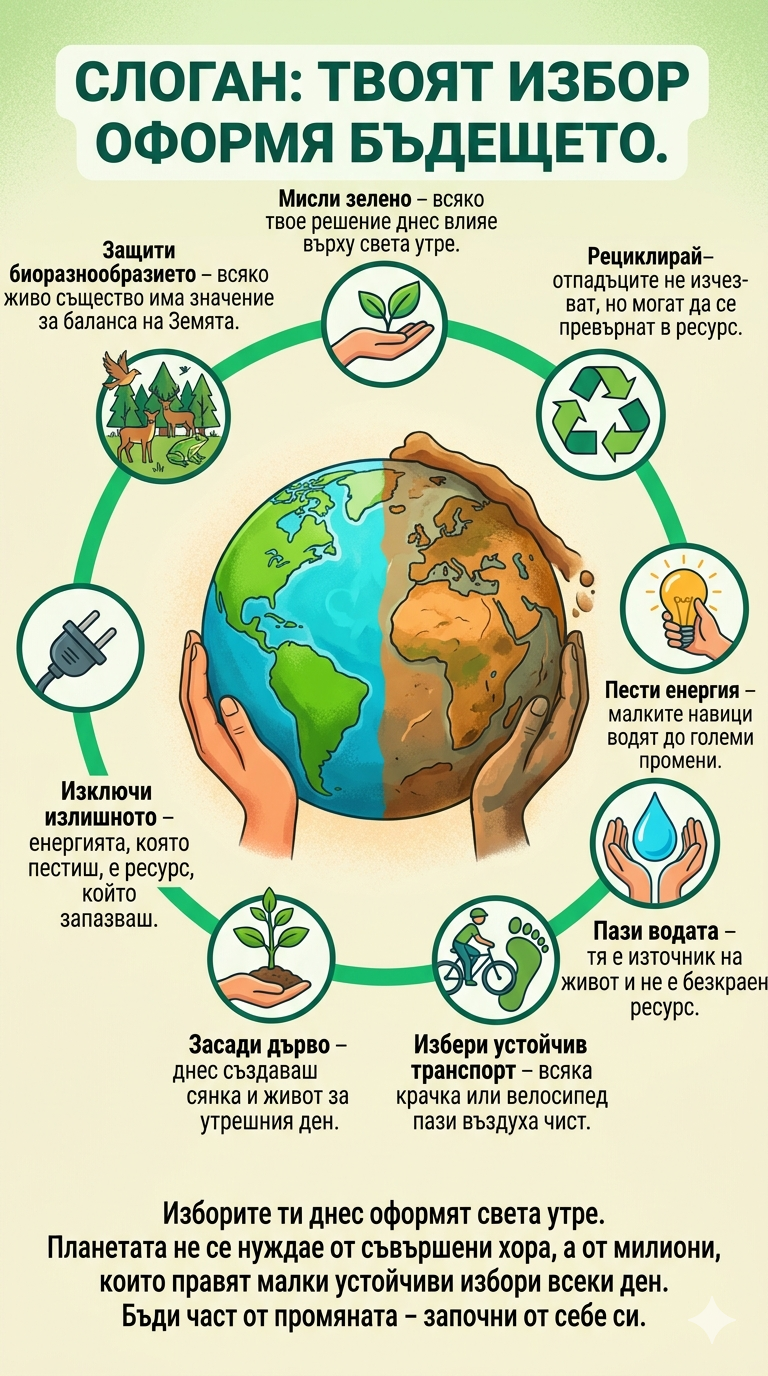 СЛОГАН: ТВОЯТ ИЗБОР
ОФОРМЯ БЪДЕЩЕТО.
Мисли зелено – всяко
твое решение днес влияе
върху света утре.
Рециклирай–
отпадъците не изчез-
ват, но могат да се
превърнат в ресурс.
Пести енергия –
малките навици
водят до големи
промени.
Пази водата –
тя е източник на
живот и не е безкраен
ресурс.
Избери устойчив
транспорт – всяка
крачка или велосипед
пази въздуха чист.
Засади дърво –
днес създаваш
сянка и живот за
утрешния ден.
Изключи
излишното –
енергията, която
пестиш, е ресурс,
който
запазваш.
Защити
биоразнообразието – всяко
живо същество има значение
за баланса на Земята.
Изборите ти днес оформят света утре.
Планетата не се нуждае от съвършени хора, а от милиони,
които правят малки устойчиви избори всеки ден.
Бъди част от промяната – започни от себе си.